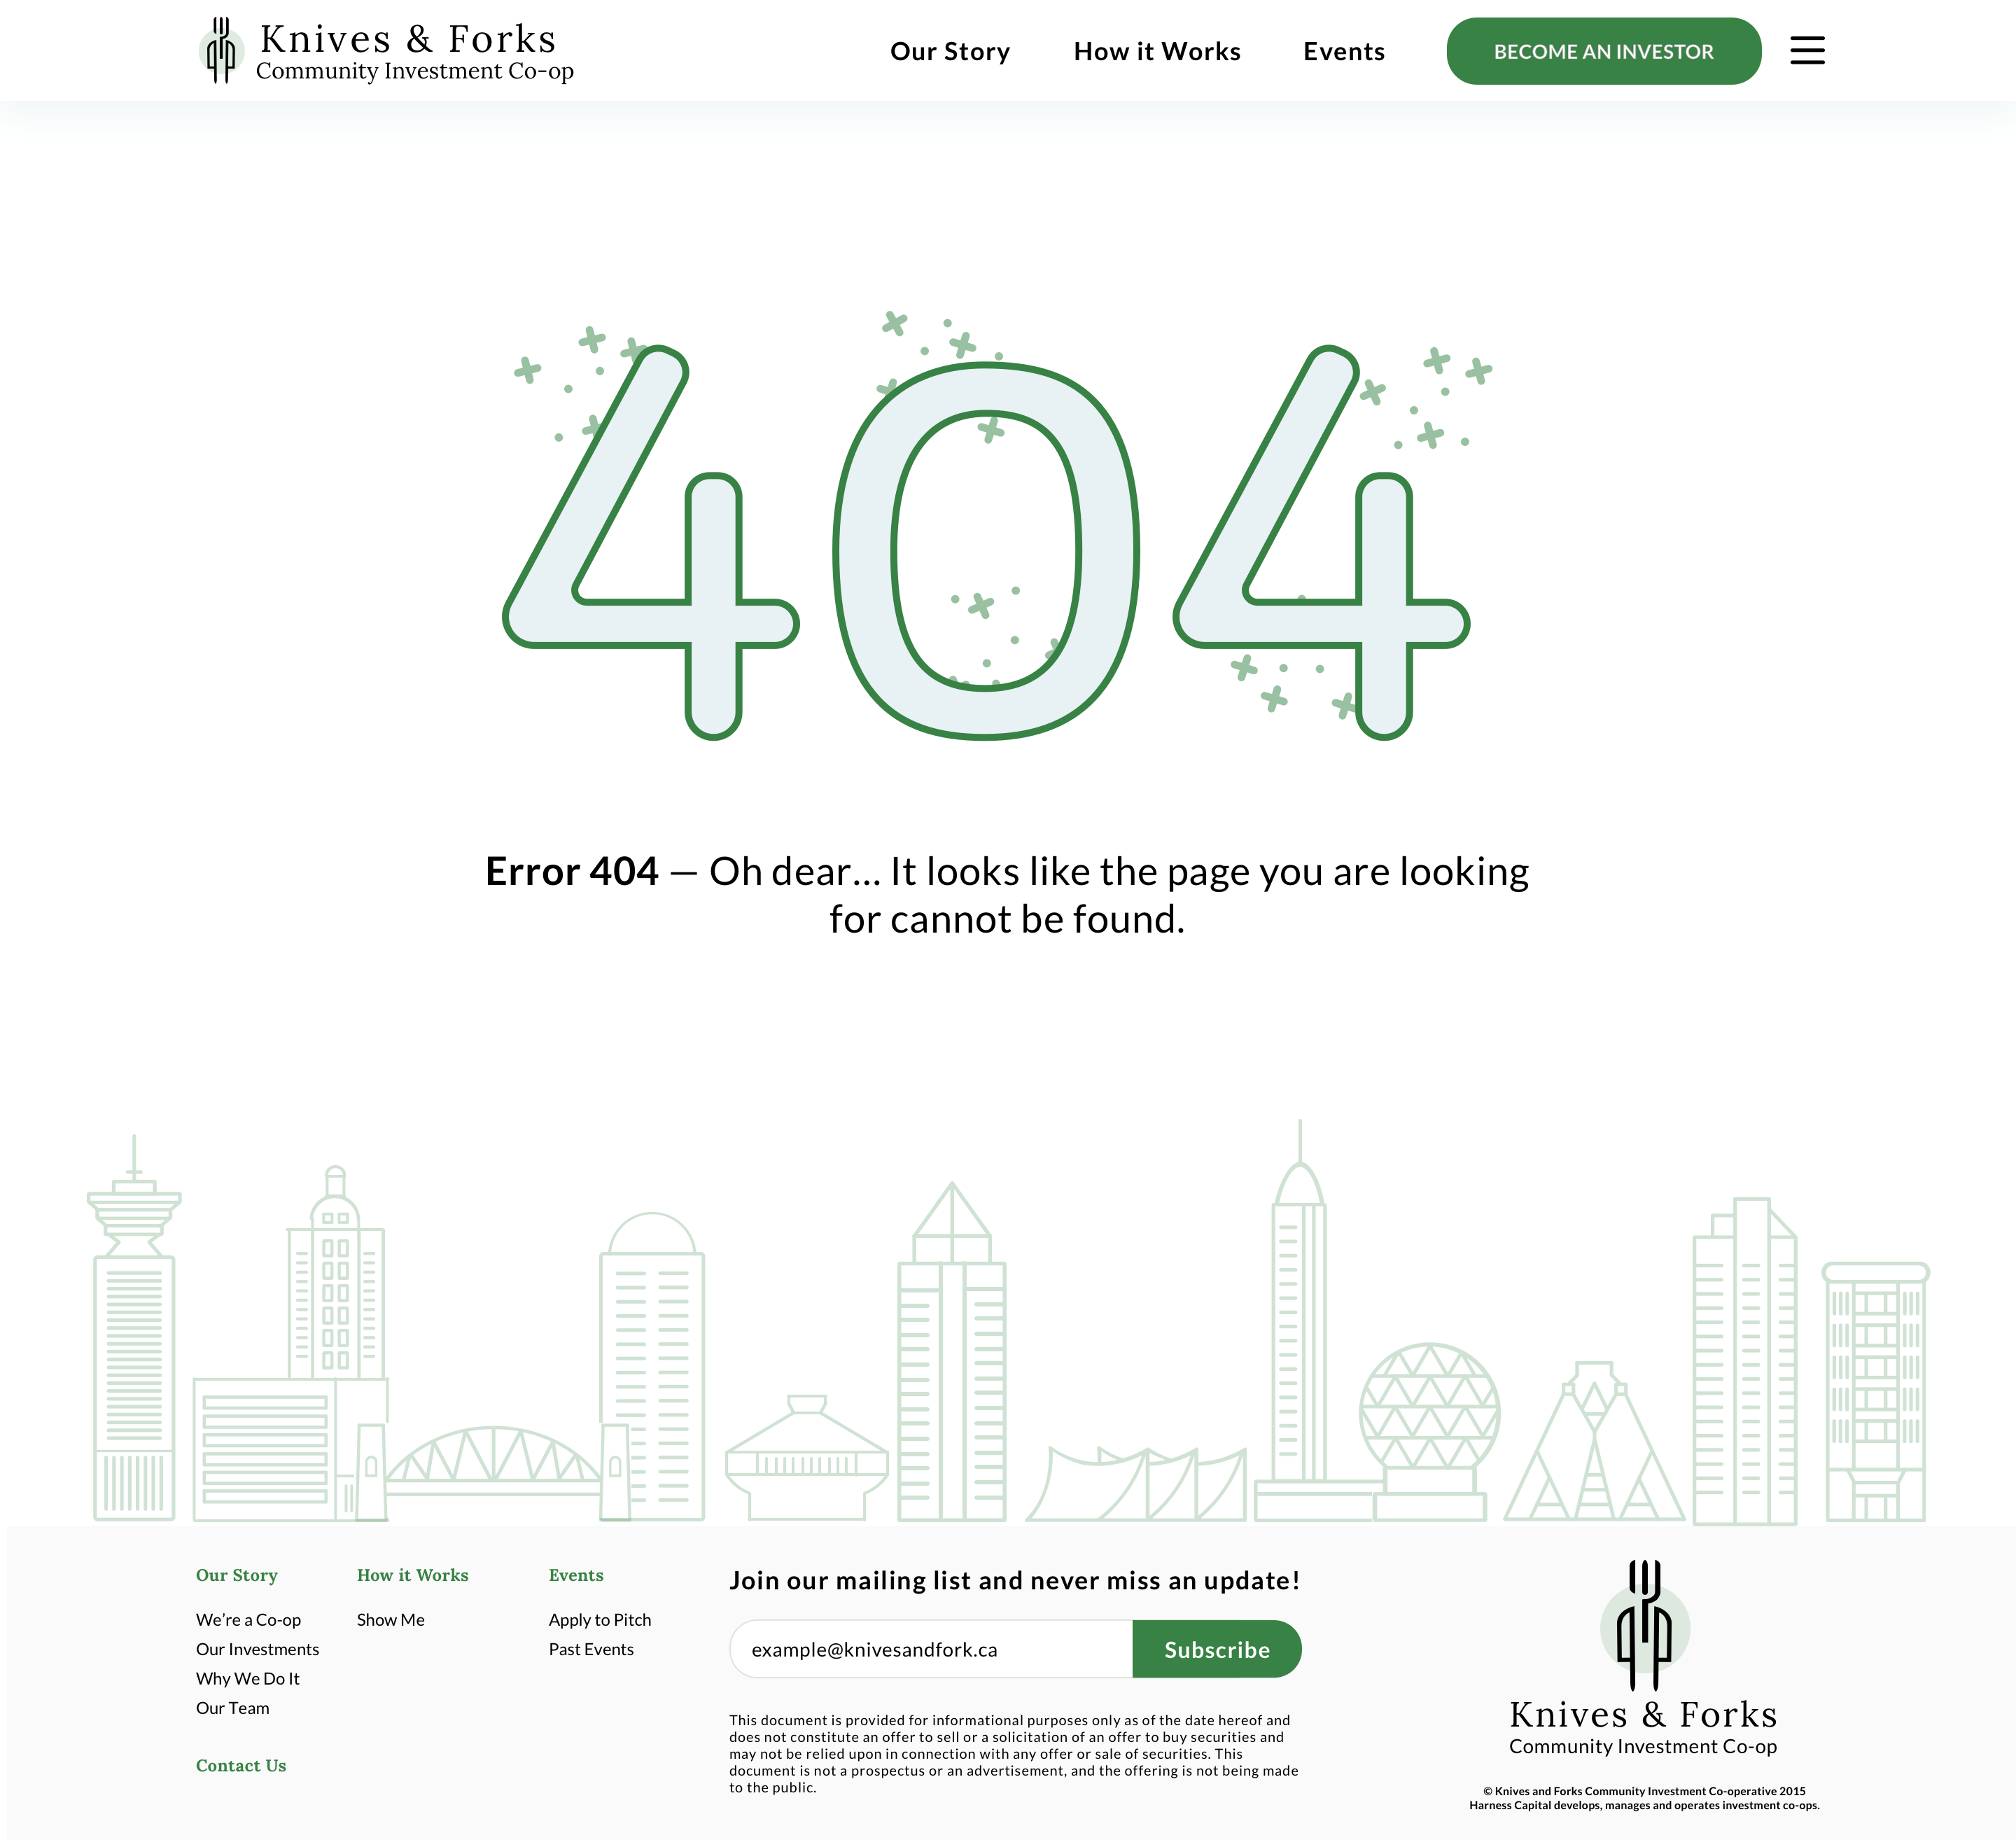 Knives & Forks
Community Investment Co-op
Our Story
How it Works
Events
BECOME AN INVESTOR
404
Error 404 — Oh dear... It looks like the page you are looking
for cannot be found.
Our Story
We’re a Co-op
Our Investments
Why We Do It
Our Team
Contact Us
How it Works
Show Me
Events
Apply to Pitch
Past Events
Join our mailing list and never miss an update!
example@knivesandfork.ca
Subscribe
This document is provided for informational purposes only as of the date hereof and
does not constitute an offer to sell or a solicitation of an offer to buy securities and
may not be relied upon in connection with any offer or sale of securities. This
document is not a prospectus or an advertisement, and the offering is not being made
to the public.
Knives & Forks
Community Investment Co-op
© Knives and Forks Community Investment Co-operative 2015
Harness Capital develops, manages and operates investment co-ops.